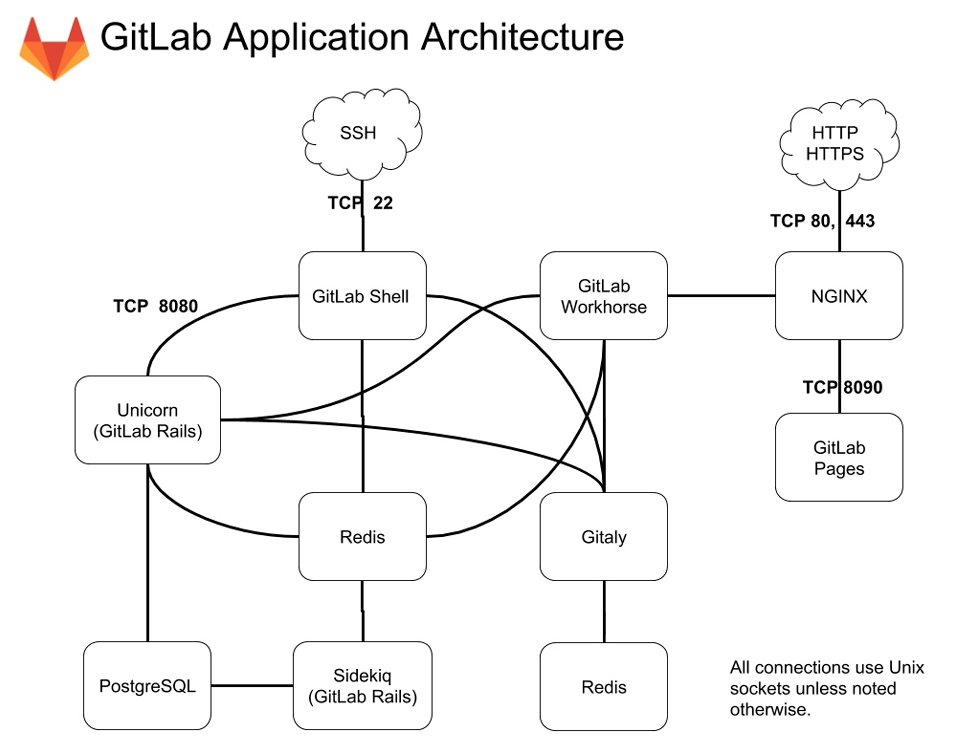 GitLab Application Architecture
SSH
HTTP
HTTPS
TCP 22
TCP 80, 443
GitLab Shell
GitLab
Workhorse
NGINX
TCP 8080
TCP 8090
Unicorn
(GitLab Rails)
GitLab
Pages
Redis
Gitaly
PostgreSQL
Sidekiq
(GitLab Rails)
Redis
All connections use Unix
sockets unless noted
otherwise.